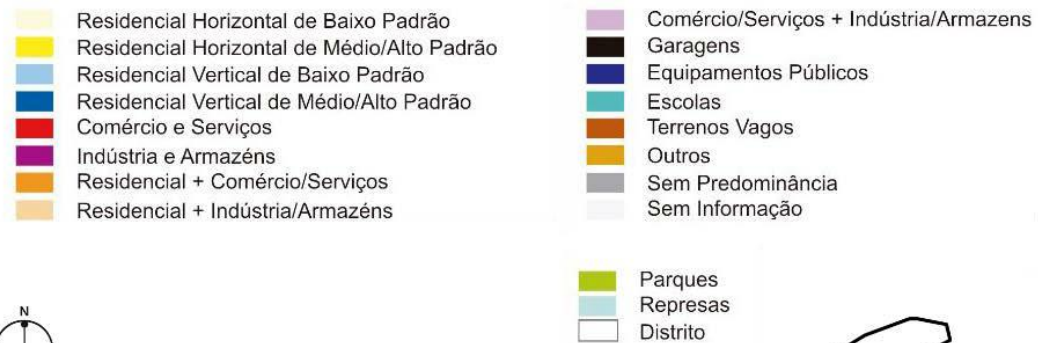 Residencial Horizontal de Baixo Padrão
Residencial Horizontal de Médio/Alto Padrão
Residencial Vertical de Baixo Padrão
Residencial Vertical de Médio/Alto Padrão
Comércio e Serviços
Indústria e Armazéns
Residencial + Comércio/Serviços
Residencial + Indústria/Armazéns
Comércio/Serviços + Indústria/Armazens
Garagens
Equipamentos Públicos
Escolas
Terrenos Vagos
Outros
Sem Predominância
Sem Informação
Parques
Represas
Distrito
N